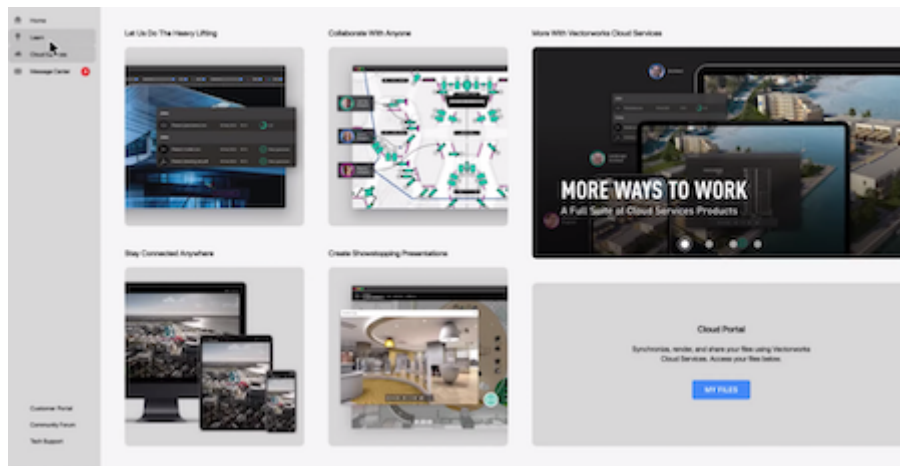 Home
Learn
Cloud Services
Message Center
Let Us Do The Heavy Lifting
Collaborate With Anyone
More With Vectorworks Cloud Services
MORE WAYS TO WORK
A Full Suite of Cloud Services Products
Stay Connected Anywhere
Create Showstopping Presentations
Cloud Portal
Synchronize, render, and share your files using Vectorworks
Cloud Services. Access your files below.
MY FILES
Customer Portal
Community Forum
Tech Support